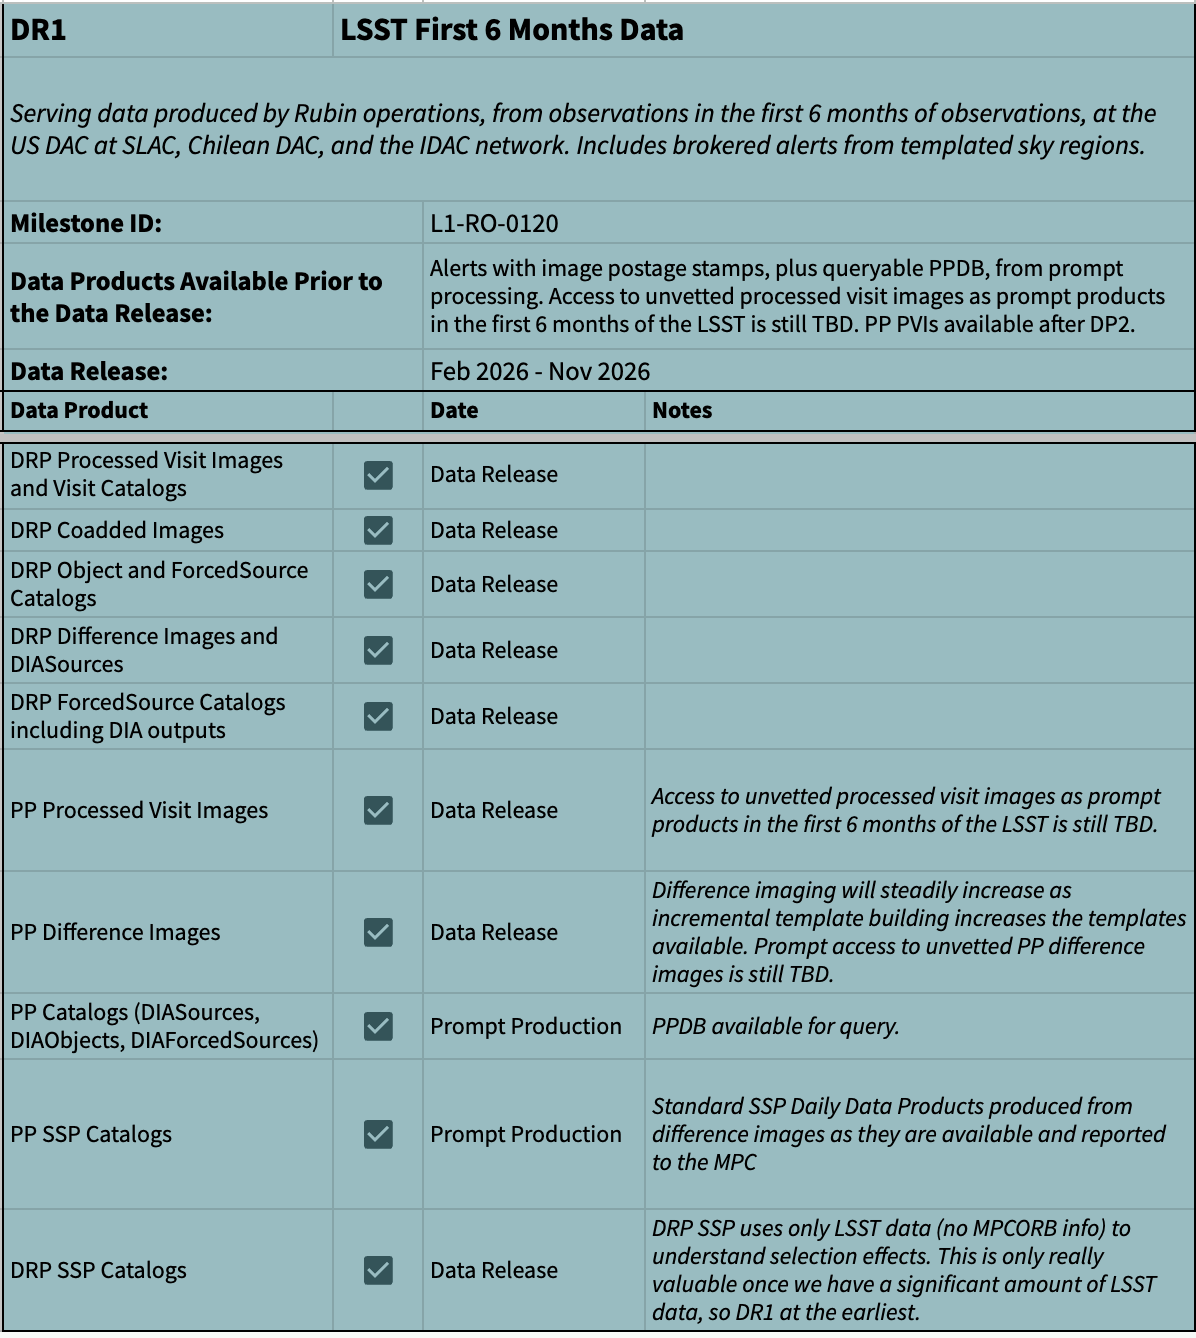 DR1 LSST First 6 Months Data
Serving data produced by Rubin operations, from observations in the first 6 months of observations, at the
US DAC at SLAC, Chilean DAC, and the IDAC network. Includes brokered alerts from templated sky regions.
Milestone ID: L1-RO-0120
Data Products Available Prior to
the Data Release:
Alerts with image postage stamps, plus queryable PPDB, from prompt
processing. Access to unvetted processed visit images as prompt products
in the first 6 months of the LSST is still TBD. PP PVIs available after DP2.
Data Release: Feb 2026 - Nov 2026
Data Product Date Notes
DRP Processed Visit Images
and Visit Catalogs
Data Release
DRP Coadded Images Data Release
DRP Object and ForcedSource
Catalogs
Data Release
DRP Difference Images and
DIASources
Data Release
DRP ForcedSource Catalogs
including DIA outputs
Data Release
PP Processed Visit Images Data Release
Access to unvetted processed visit images as prompt
products in the first 6 months of the LSST is still TBD.
PP Difference Images Data Release
Difference imaging will steadily increase as
incremental template building increases the templates
available. Prompt access to unvetted PP difference
images is still TBD.
PP Catalogs (DIASources,
DIAObjects, DIAForcedSources)
Prompt Production PPDB available for query.
PP SSP Catalogs Prompt Production
Standard SSP Daily Data Products produced from
difference images as they are available and reported
to the MPC
DRP SSP Catalogs Data Release
DRP SSP uses only LSST data (no MPCORB info) to
understand selection effects. This is only really
valuable once we have a significant amount of LSST
data, so DR1 at the earliest.